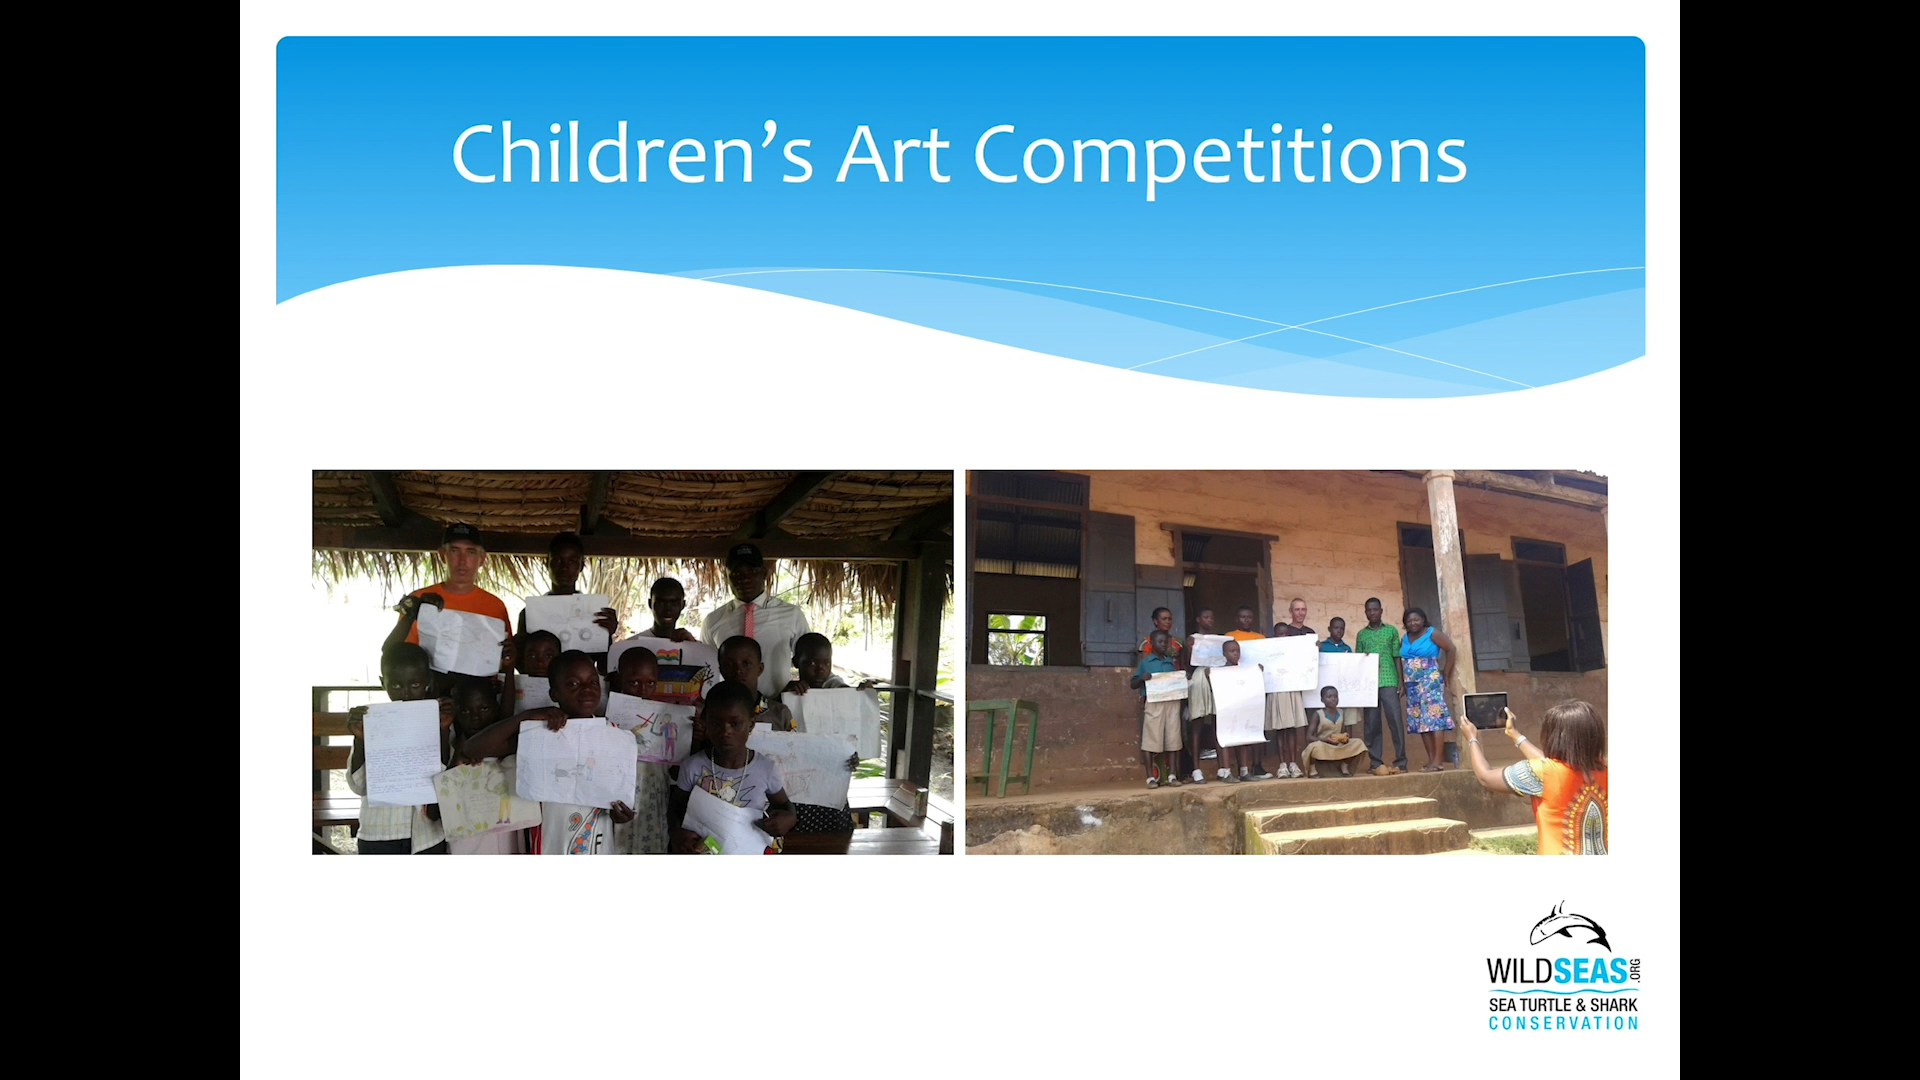 Children’s Art Competitions
WILDSEAS.ORG
SEA TURTLE & SHARK
CONSERVATION